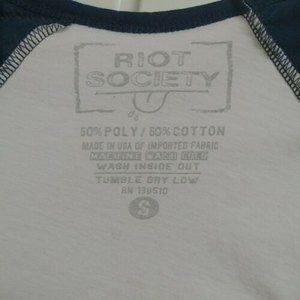 RIOT
SOCIETY
50% POLY / 50% COTTON
MADE IN USA OF IMPORTED FABRIC
MACHINE WASH COLD
WASH INSIDE OUT
TUMBLE DRY LOW
RN 138510
S